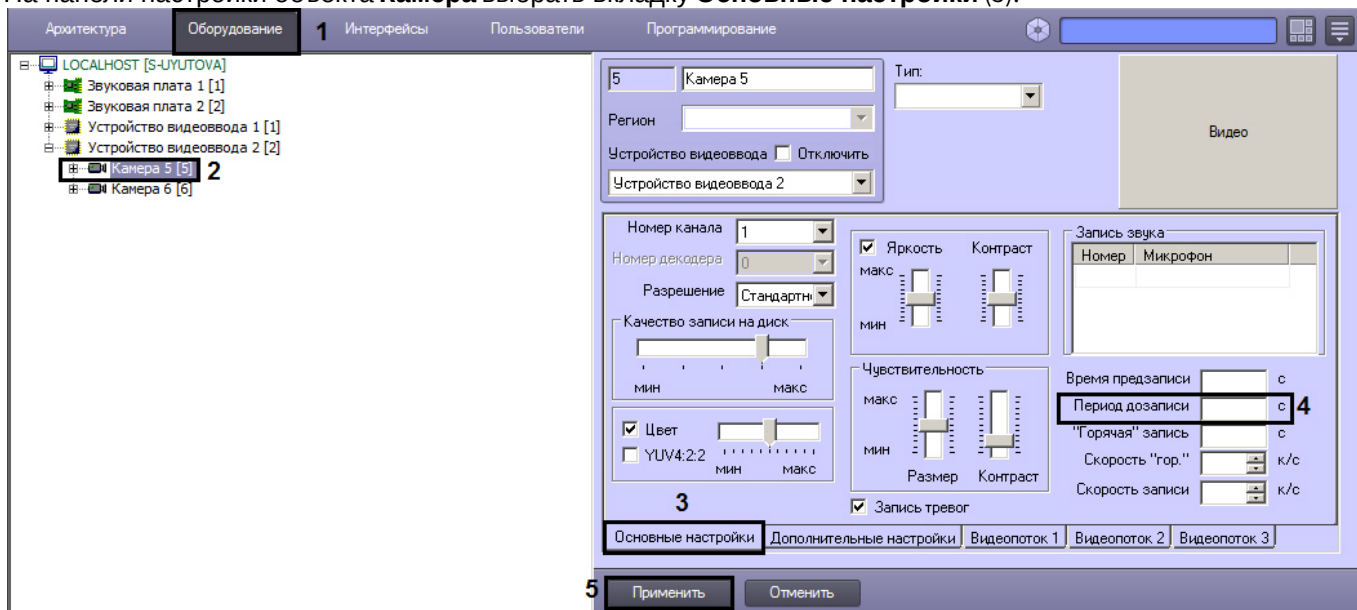 На панели настройки объекта Камера выбрать вкладку Основные настройки (3).
Архитектура Оборудование 1 Интерфейсы Пользователи Программирование
LOCALHOST [S-UYUTOVA]
Звуковая плата 1 [1]
Звуковая плата 2 [2]
Устройство видеоввода 1 [1]
Устройство видеоввода 2 [2]
Камера 5 [5] 2
Камера 6 [6]
5 Камера 5 Тип:
Регион
Устройство видеоввода Отключить
Устройство видеоввода 2
Видео
Номер канала 1
Номер декодера 0
Разрешение Стандартн
Качество записи на диск
мин макс
Цвет
YUV4:2:2
мин макс
Яркость Контраст
макс
мин
Чувствительность
макс
мин
Размер Контраст
Запись тревог
Запись звука
Номер Микрофон
Время предзаписи с
Период дозаписи с 4
"Горячая" запись с
Скорость "гор." к/с
Скорость записи к/с
3
Основные настройки Дополнительные настройки Видеопоток 1 Видеопоток 2 Видеопоток 3
5 Применить Отменить